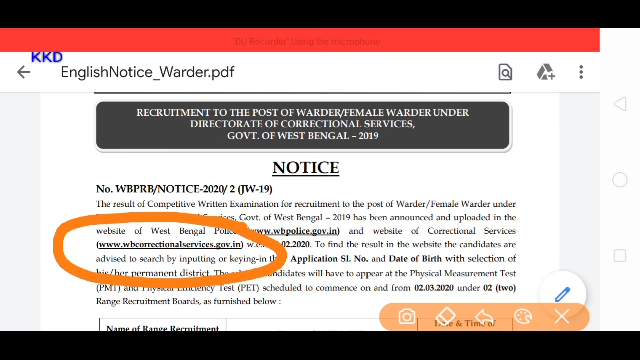 "DU Recorder".Using the microphone
KKD
EnglishNotice_Warder.pdf
RECRUITMENT TO THE POST OF WARDER/FEMALE WARDER UNDER
DIRECTORATE OF CORRECTIONAL SERVICES,
GOVT. OF WEST BENGAL – 2019
NOTICE
No. WBPRB/NOTICE-2020/ 2 (JW-19)
The result of Competitive Written Examination for recruitment to the post of Warder/Female Warder under
Services, Govt. of West Bengal – 2019 has been announced and uploaded in the
website of West Bengal Police (www.wbpolice.gov.in) and website of Correctional Services
(www.wbcorrectionalservices.gov.in) 02.2020. To find the result in the website the candidates are
advised to search by inputting or keying-in Application Sl. No. and Date of Birth with selection of
his/her permanent district. candidates will have to appear at the Physical Measurement Test
(PMT) and Physical Efficiency Test (PET) scheduled to commence on and from 02.03.2020 under 02 (two)
Range Recruitment Boards, as furnished below :
Name of Range Recruitment
Date & Time of